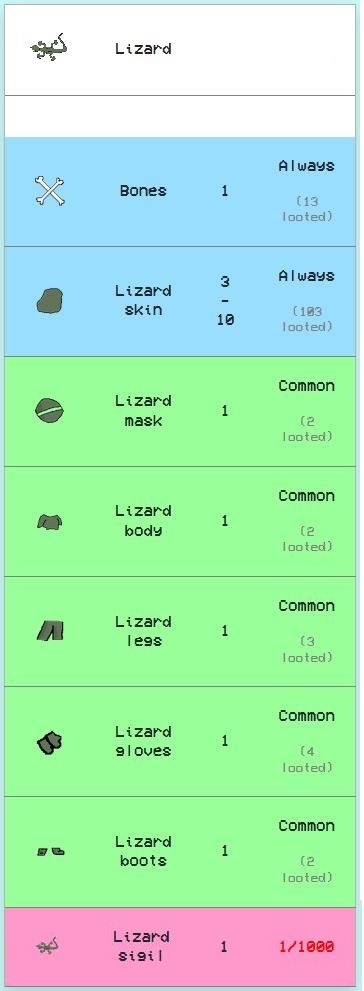 Lizard
Bones 1 Always
(13
looted)
Lizard
skin
3
-
10
Always
(103
looted)
Lizard
mask
1
Common
(2
looted)
Lizard
body
1
Common
(2
looted)
Lizard
legs
1
Common
(3
looted)
Lizard
gloves
1
Common
(4
looted)
Lizard
boots
1
Common
(2
looted)
Lizard
sigil
1
1/1000